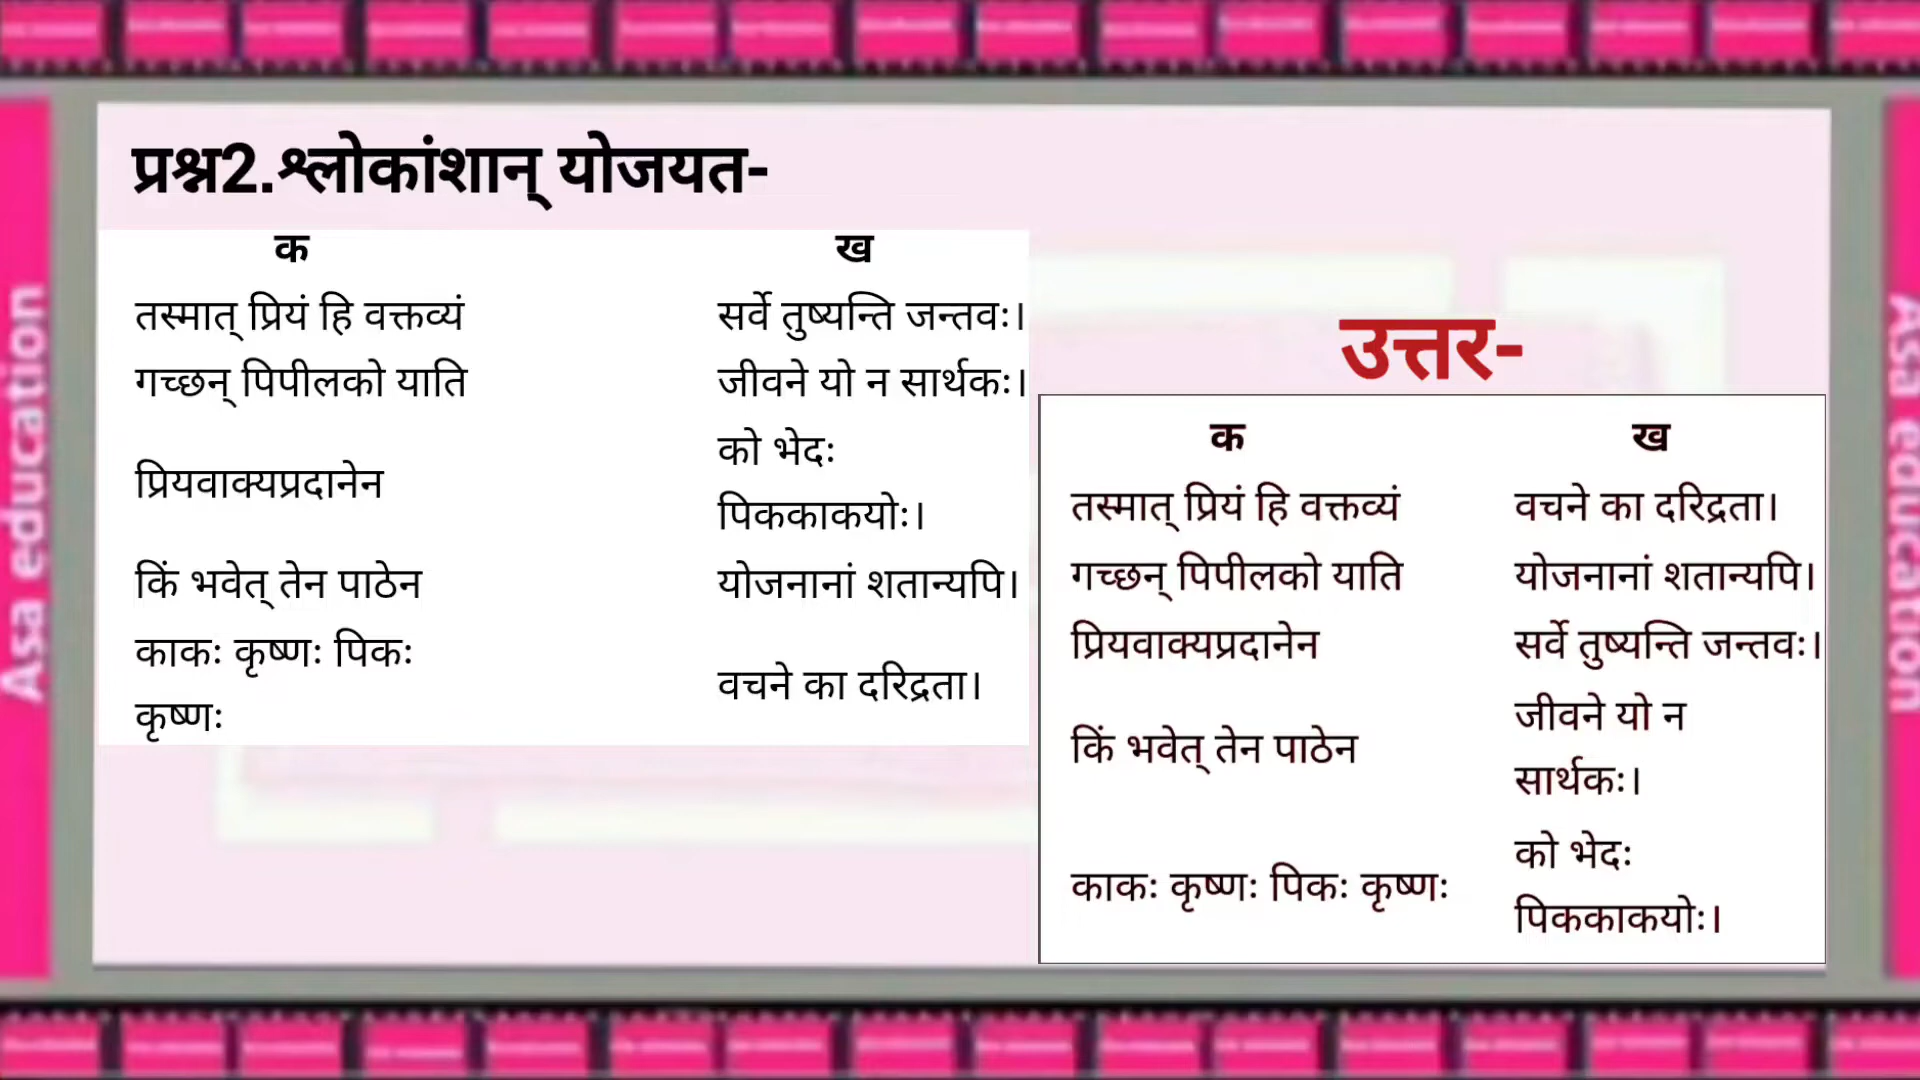 प्रश्न2.श्लोकांशान् योजयत-
क ख
तस्मात् प्रियं हि वक्तव्यं सर्वे तुष्यन्ति जन्तवः।
गच्छन् पिपीलको याति जीवने यो न सार्थकः।
प्रियवाक्यप्रदानेन को भेदः
पिककाकयोः।
किं भवेत् तेन पाठेन योजनानां शतान्यपि।
काकः कृष्णः पिकः
कृष्णः वचने का दरिद्रता।
उत्तर-
क ख
तस्मात् प्रियं हि वक्तव्यं वचने का दरिद्रता।
गच्छन् पिपीलको याति योजनानां शतान्यपि।
प्रियवाक्यप्रदानेन सर्वे तुष्यन्ति जन्तवः।
किं भवेत् तेन पाठेन जीवने यो न
सार्थकः।
काकः कृष्णः पिकः कृष्णः को भेदः
पिककाकयोः।
Asa education
Asa education